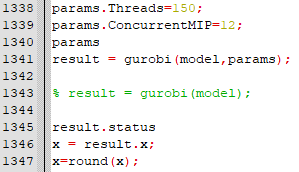 1338 params.Threads=150;
1339 params.ConcurrentMIP=12;
1340 params
1341 result = gurobi(model,params);
1342
1343 % result = gurobi(model);
1344
1345 result.status
1346 x = result.x;
1347 x=round(x);